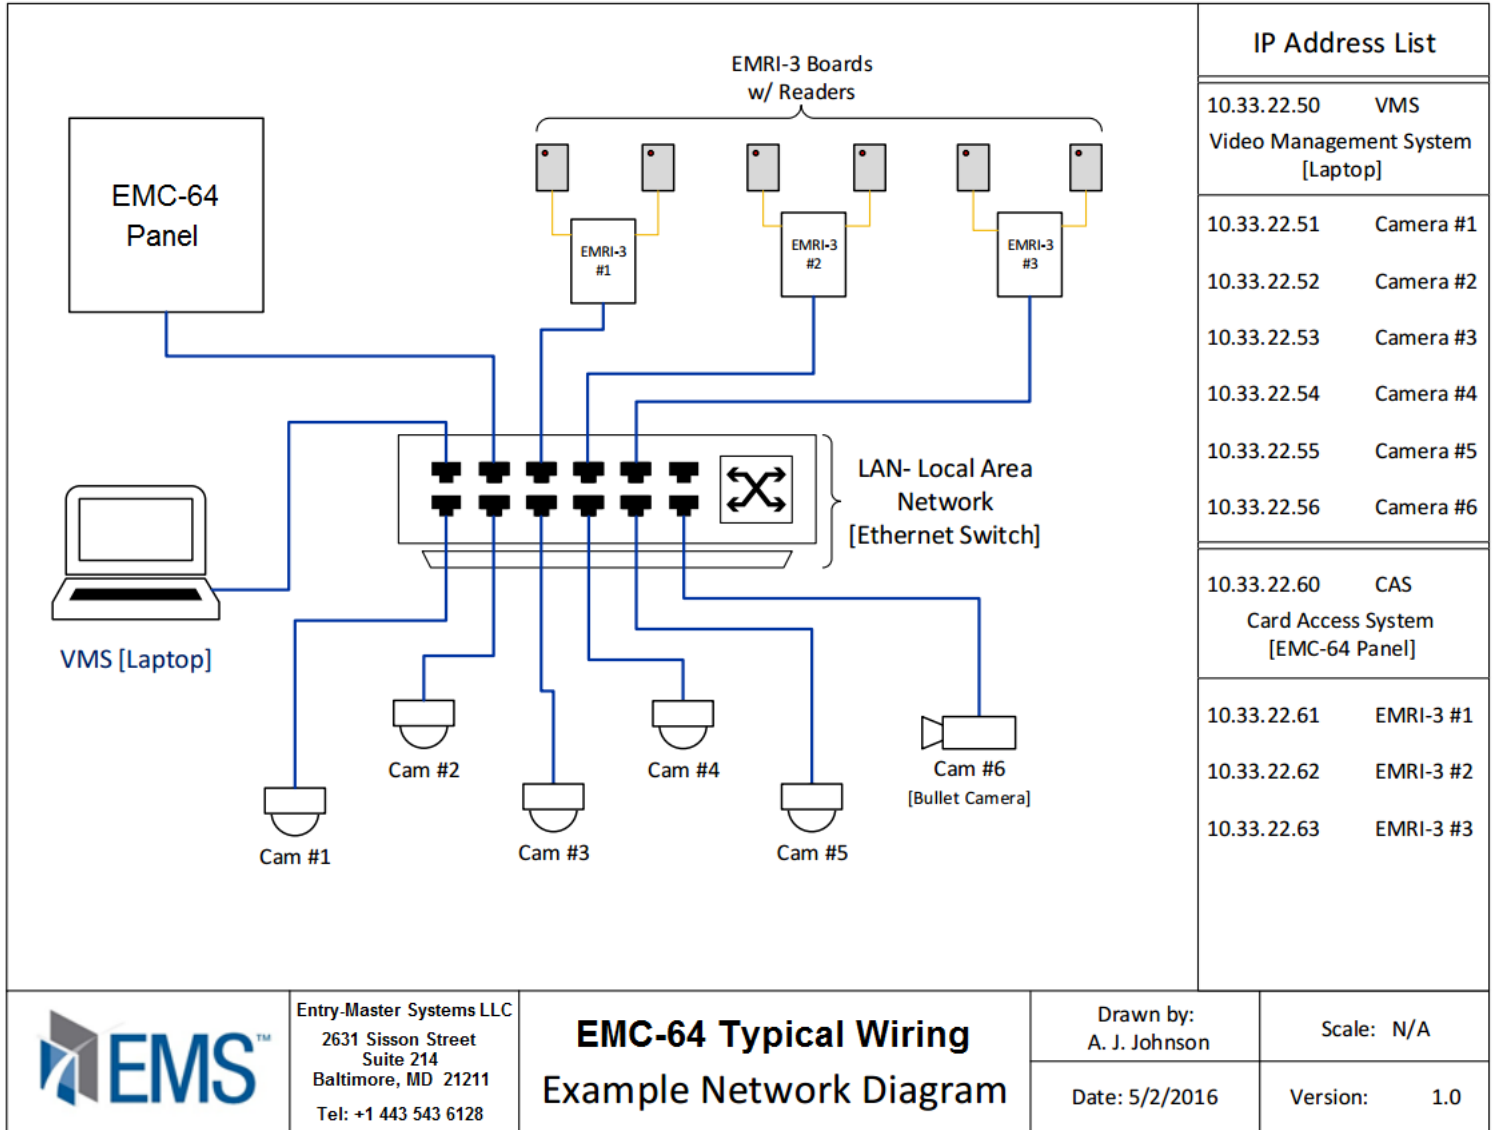 EMRI-3 Boards
w/ Readers
EMC-64
Panel
EMRI-3
#1
EMRI-3
#2
EMRI-3
#3
LAN- Local Area
Network
[Ethernet Switch]
VMS [Laptop]
Cam #1
Cam #2
Cam #3
Cam #4
Cam #5
Cam #6
[Bullet Camera]
IP Address List
10.33.22.50 VMS
Video Management System
[Laptop]
10.33.22.51 Camera #1
10.33.22.52 Camera #2
10.33.22.53 Camera #3
10.33.22.54 Camera #4
10.33.22.55 Camera #5
10.33.22.56 Camera #6
10.33.22.60 CAS
Card Access System
[EMC-64 Panel]
10.33.22.61 EMRI-3 #1
10.33.22.62 EMRI-3 #2
10.33.22.63 EMRI-3 #3
EMS™
Entry-Master Systems LLC
2631 Sisson Street
Suite 214
Baltimore, MD 21211
Tel: +1 443 543 6128
EMC-64 Typical Wiring
Example Network Diagram
Drawn by:
A. J. Johnson
Date: 5/2/2016
Scale: N/A
Version: 1.0